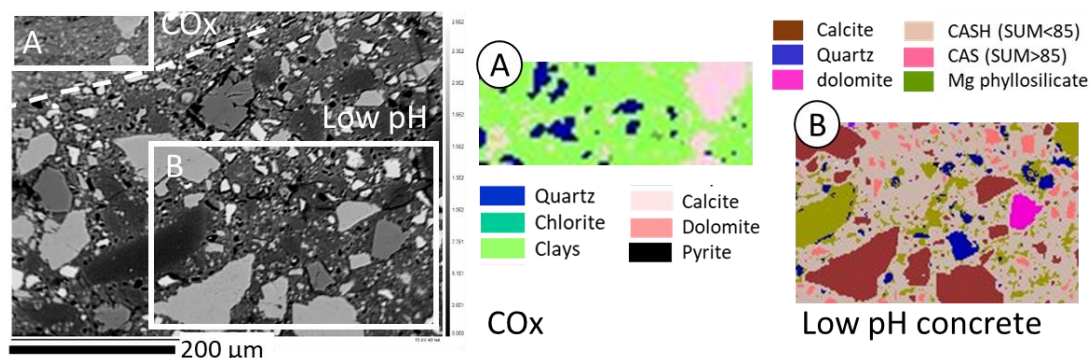 COx
A
Low pH
B
200 µm
A
Quartz
Chlorite
Clays
Calcite
Dolomite
Pyrite
COx
Calcite
Quartz
dolomite
CASH (SUM<85)
CAS (SUM>85)
Mg phyllosilicate
B
Low pH concrete